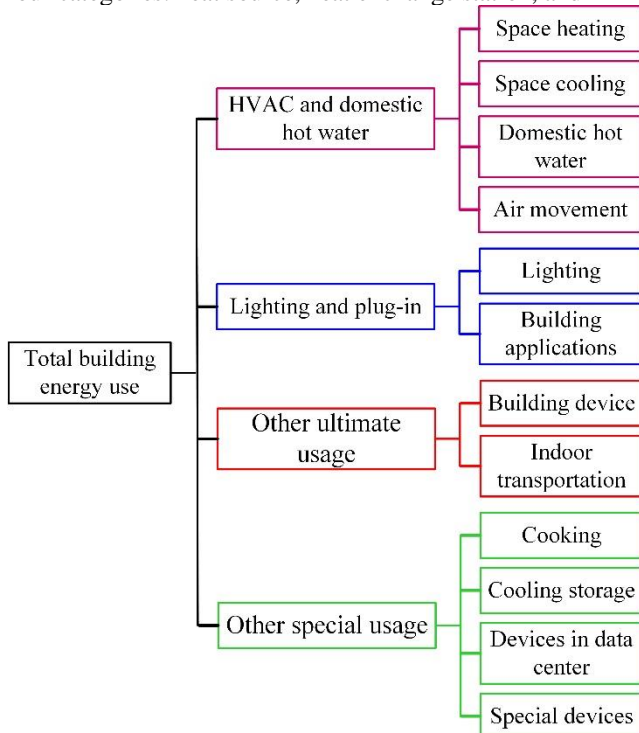 Space heating
HVAC and domestic
hot water
Space cooling
Domestic hot
water
Air movement
Lighting and plug-in
Lighting
Building
applications
Total building
energy use
Other ultimate
usage
Building device
Indoor
transportation
Other special usage
Cooking
Cooling storage
Devices in data
center
Special devices